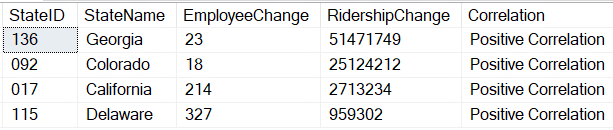 StateID StateName EmployeeChange RidershipChange Correlation
136 Georgia 23 51471749 Positive Correlation
092 Colorado 18 25124212 Positive Correlation
017 California 214 2713234 Positive Correlation
115 Delaware 327 959302 Positive Correlation